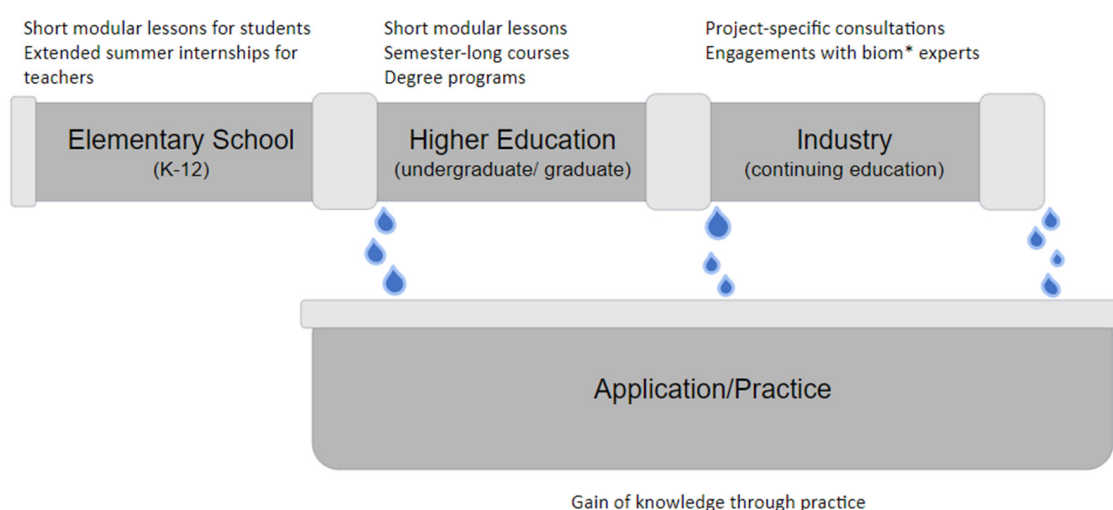 Short modular lessons for students
Extended summer internships for
teachers
Short modular lessons
Semester-long courses
Degree programs
Project-specific consultations
Engagements with biom* experts
Elementary School
(K-12)
Higher Education
(undergraduate/ graduate)
Industry
(continuing education)
Application/Practice
Gain of knowledge through practice